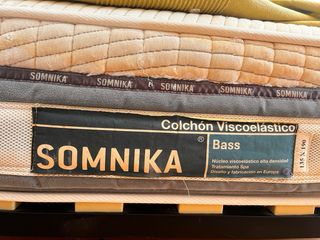 SOMNIKA SOMNIKA SOMNIKA SOMNIKA SOMNIKA
Colchón Viscoelástico
SOMNIKA®
Bass
Núcleo viscoelástico alta densidad
Tratamiento Spa
Diseño y fabricación en Europa
135 X 190